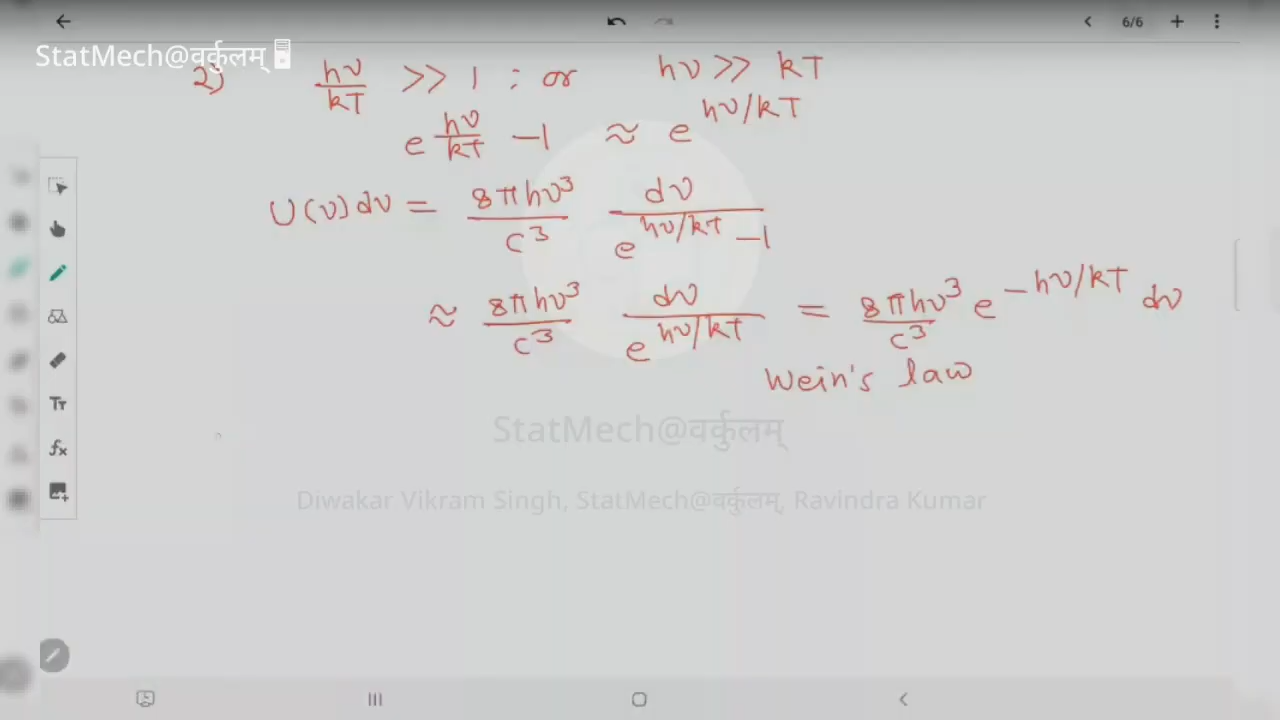 6/6
StatMech@वर्कुलम्
2) hν/kT >> 1 : or hν >> kT
e^(hν/kT) -1 ≈ e^(hν/kT)
U(ν)dν = 8πhν³/c³ dν/(e^(hν/kT) -1)
≈ 8πhν³/c³ dν/e^(hν/kT) = 8πhν³/c³ e^(-hν/kT) dν
Wein's law
StatMech@वर्कुलम्
Diwakar Vikram Singh, StatMech@वर्कुलम्, Ravindra Kumar
Tт
fx